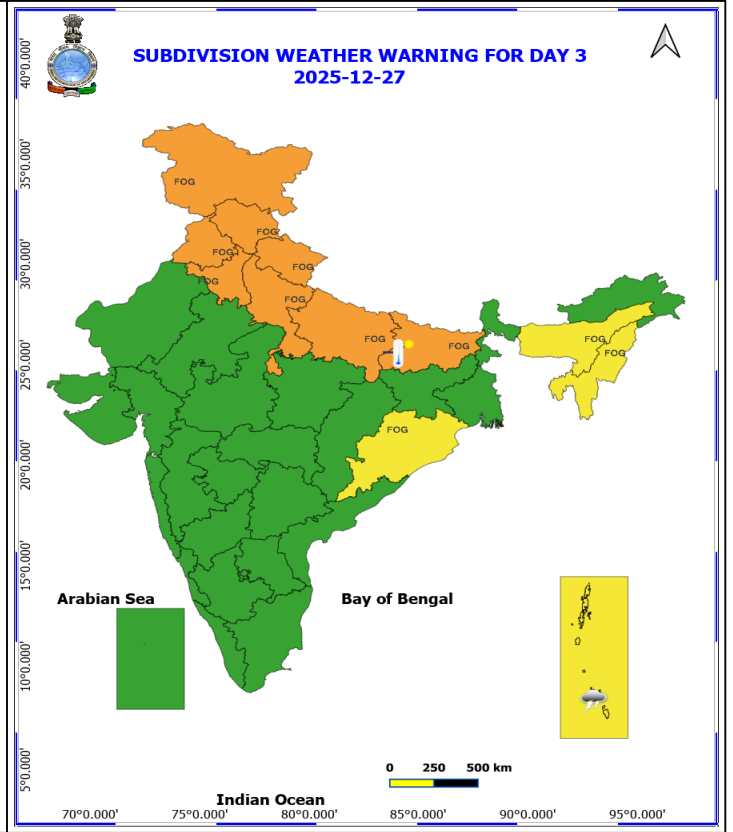 SUBDIVISION WEATHER WARNING FOR DAY 3
2025-12-27
40°0.000'
35°0.000'
30°0.000'
25°0.000'
20°0.000'
15°0.000'
10°0.000'
5°0.000'
FOG
FOG
FOG
FOG
FOG
FOG
FOG
FOG
FOG
FOG
FOG
FOG
Arabian Sea
Bay of Bengal
0 250 500 km
Indian Ocean
70°0.000' 75°0.000' 80°0.000' 85°0.000' 90°0.000' 95°0.000'